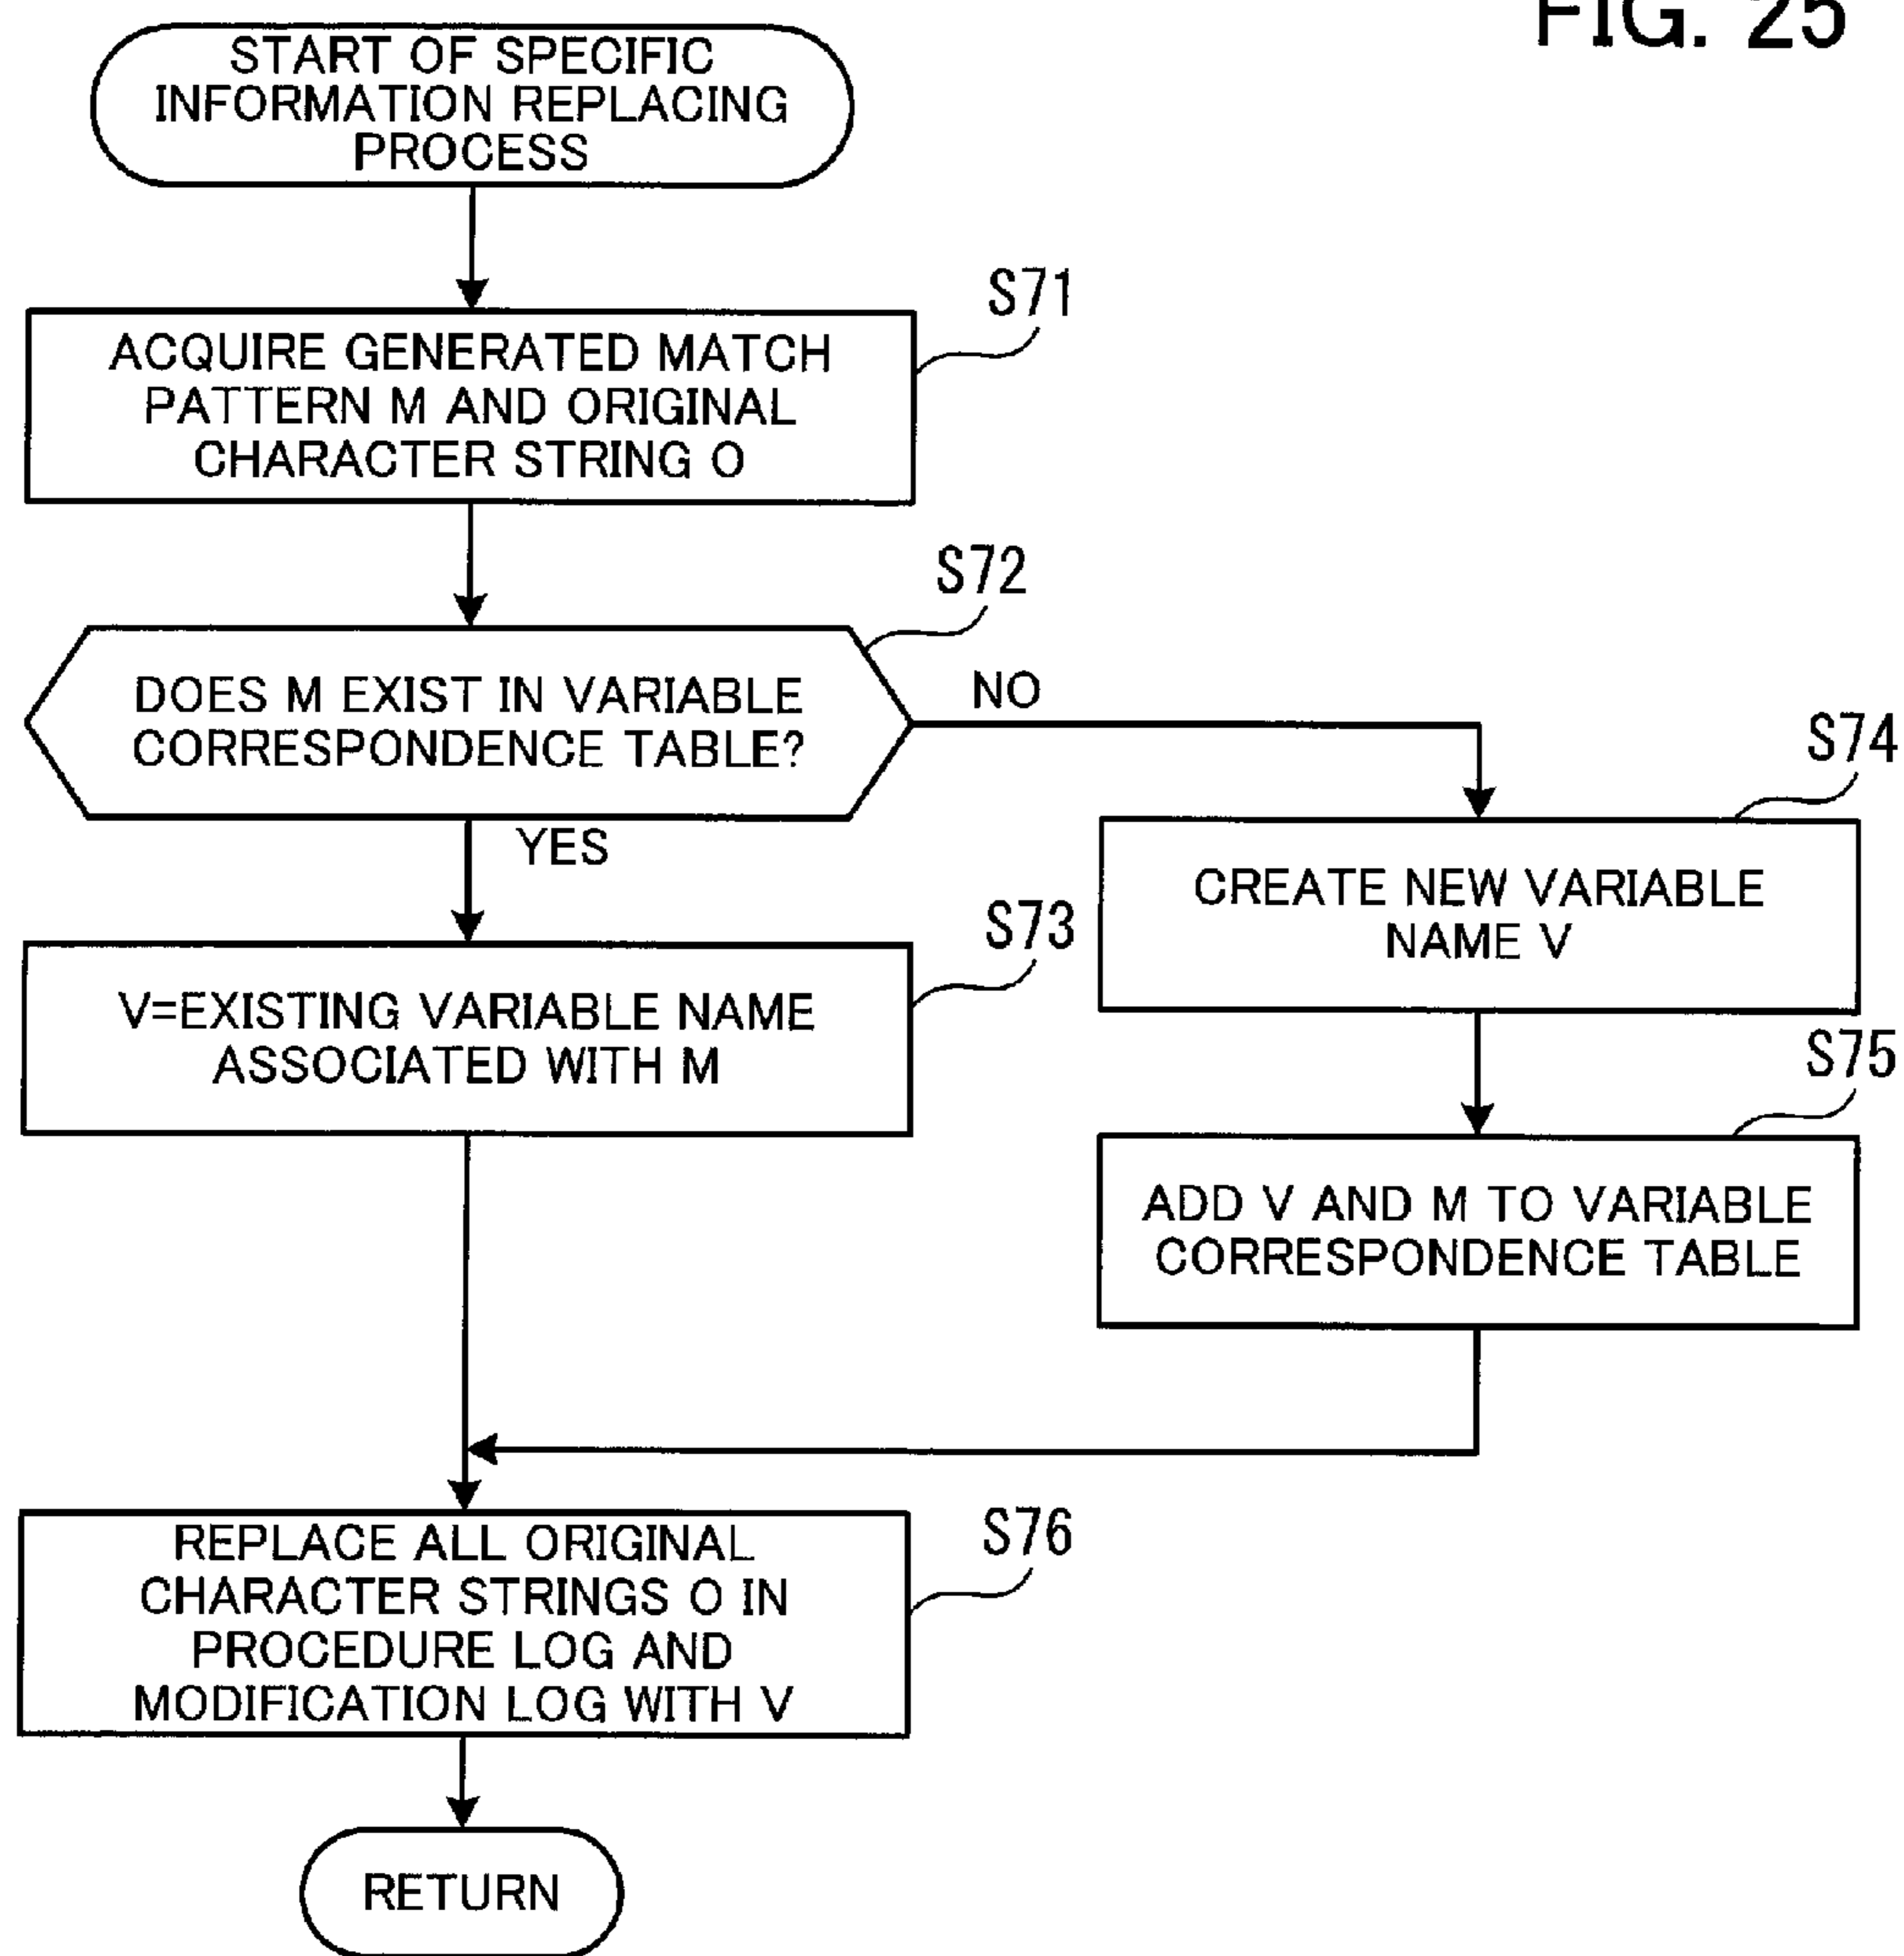 FIG. 25
START OF SPECIFIC
INFORMATION REPLACING
PROCESS
S71
ACQUIRE GENERATED MATCH
PATTERN M AND ORIGINAL
CHARACTER STRING O
S72
DOES M EXIST IN VARIABLE
CORRESPONDENCE TABLE?
NO
YES
S74
CREATE NEW VARIABLE
NAME V
S73
V=EXISTING VARIABLE NAME
ASSOCIATED WITH M
S75
ADD V AND M TO VARIABLE
CORRESPONDENCE TABLE
S76
REPLACE ALL ORIGINAL
CHARACTER STRINGS O IN
PROCEDURE LOG AND
MODIFICATION LOG WITH V
RETURN